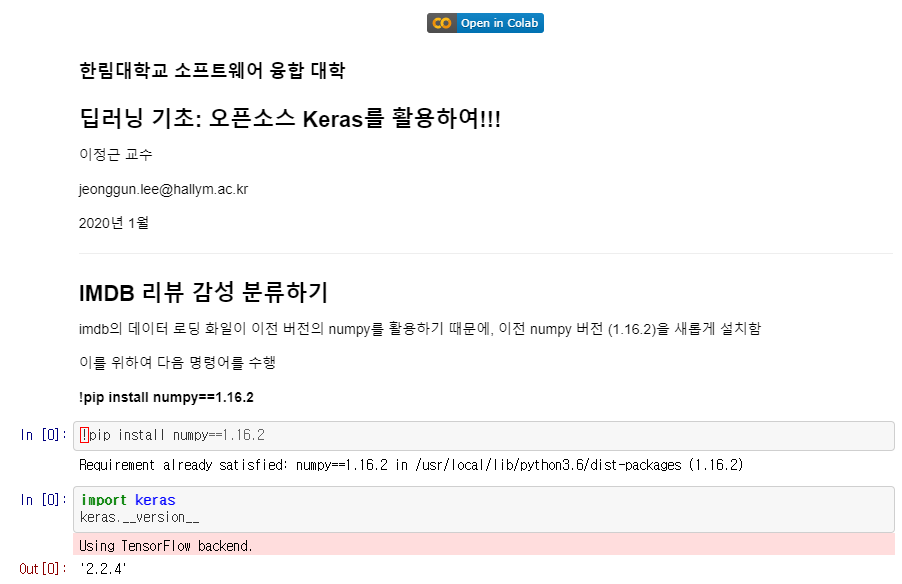 Open in Colab
한림대학교 소프트웨어 융합 대학
딥러닝 기초: 오픈소스 Keras를 활용하여!!!
이정근 교수
jeonggun.lee@hallym.ac.kr
2020년 1월
IMDB 리뷰 감성 분류하기
imdb의 데이터 로딩 화일이 이전 버전의 numpy를 활용하기 때문에, 이전 numpy 버전 (1.16.2)을 새롭게 설치함
이를 위하여 다음 명령어를 수행
!pip install numpy==1.16.2
In [0]: !pip install numpy==1.16.2
Requirement already satisfied: numpy==1.16.2 in /usr/local/lib/python3.6/dist-packages (1.16.2)
In [0]: import keras
keras.__version__
Using TensorFlow backend.
Out[0]: '2.2.4'